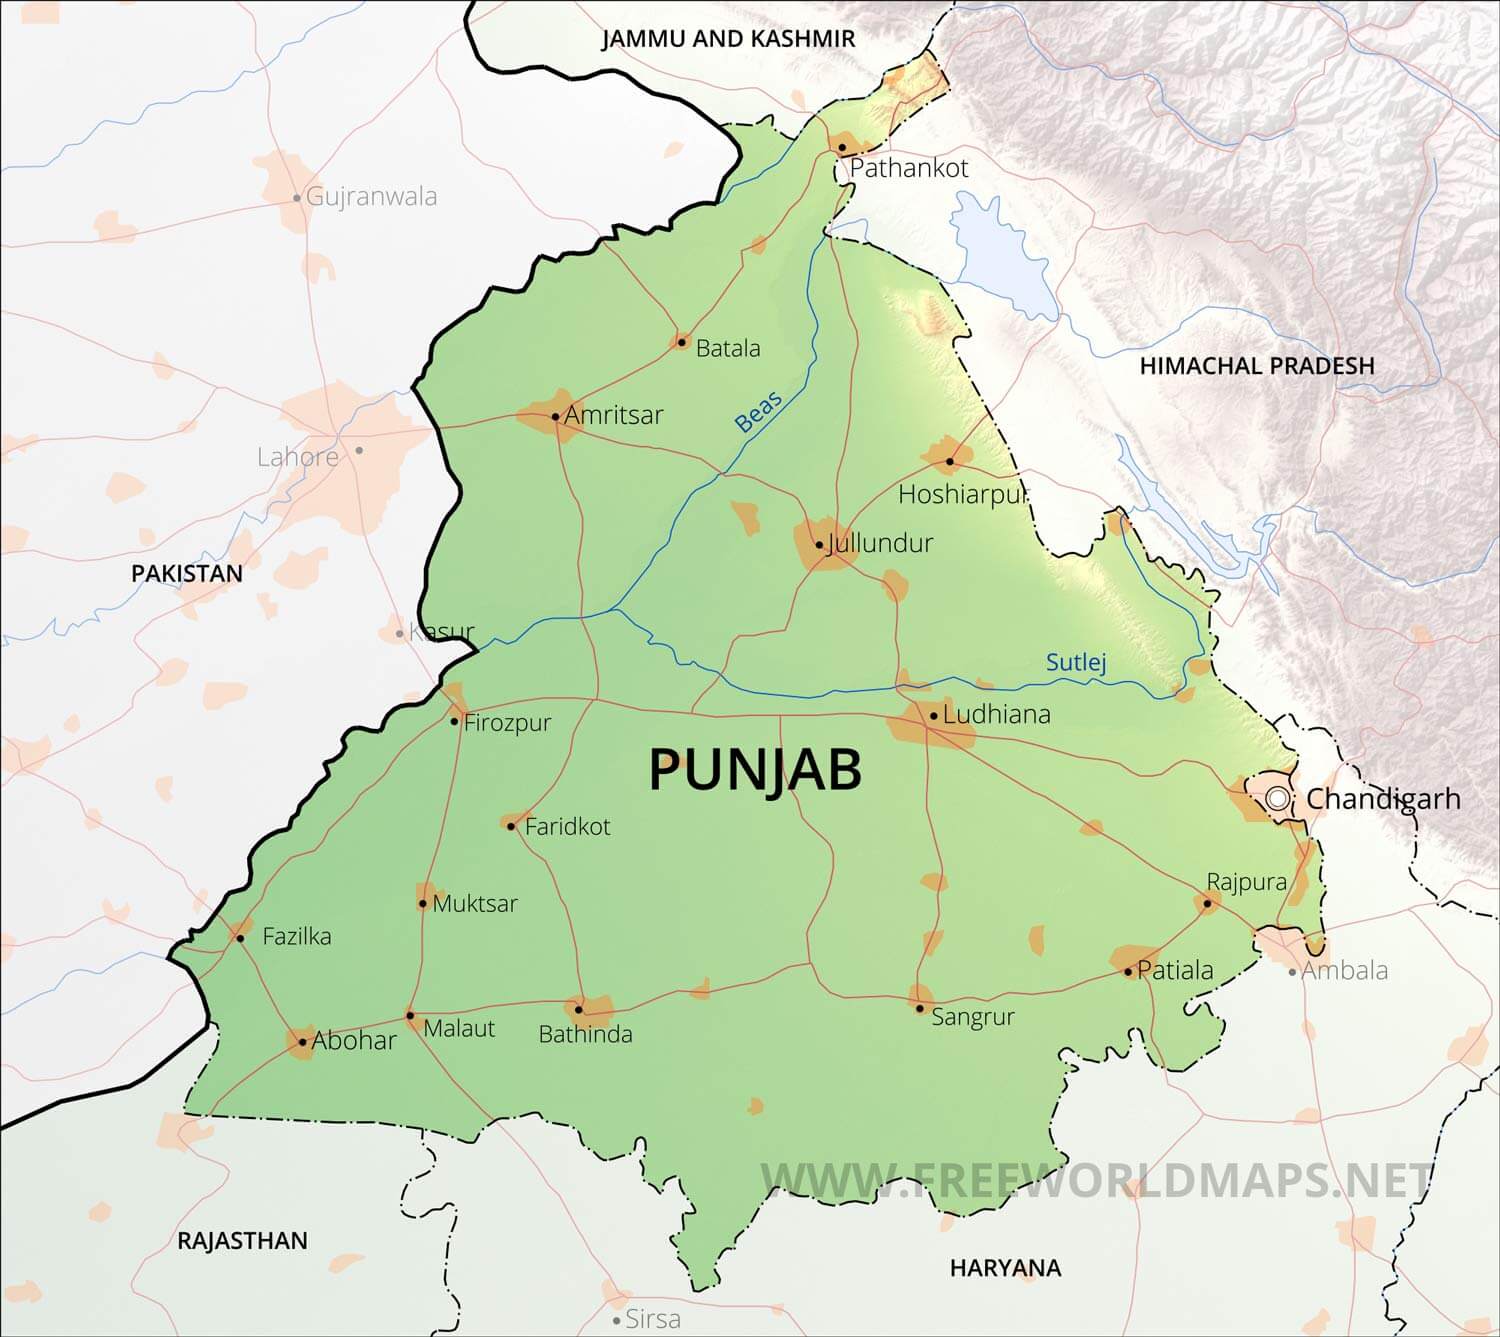 JAMMU AND KASHMIR
Pathankot
Gujranwala
Batala
HIMACHAL PRADESH
Beas
Amritsar
Lahore
Hoshiarpur
Jullundur
PAKISTAN
Kasur
Sutlej
Ludhiana
Firozpur
PUNJAB
Chandigarh
Faridkot
Rajpura
Muktsar
Fazilka
Patiala
Ambala
Sangrur
Malaut
Bathinda
Abohar
WWW.FREEWORLDMAPS.NET
RAJASTHAN
HARYANA
Sirsa